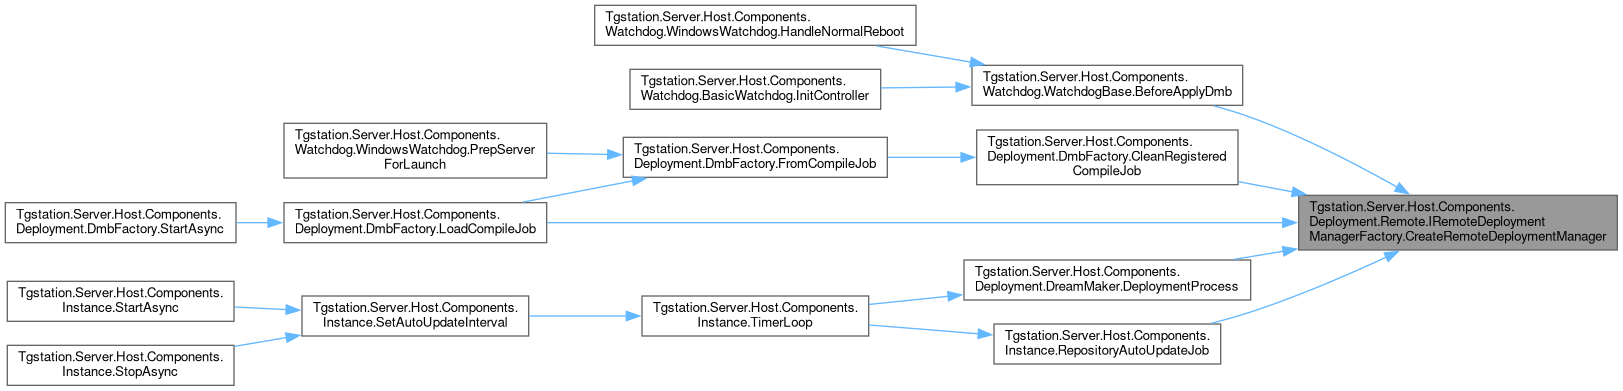 Tgstation.Server.Host.Components.
Watchdog.WindowsWatchdog.HandleNormalReboot
Tgstation.Server.Host.Components.
Watchdog.WatchdogBase.BeforeApplyDmb
Tgstation.Server.Host.Components.
Watchdog.BasicWatchdog.InitController
Tgstation.Server.Host.Components.
Watchdog.WindowsWatchdog.PrepServer
ForLaunch
Tgstation.Server.Host.Components.
Deployment.DmbFactory.FromCompileJob
Tgstation.Server.Host.Components.
Deployment.DmbFactory.CleanRegistered
CompileJob
Tgstation.Server.Host.Components.
Deployment.Remote.IRemoteDeployment
ManagerFactory.CreateRemoteDeploymentManager
Tgstation.Server.Host.Components.
Deployment.DmbFactory.StartAsync
Tgstation.Server.Host.Components.
Deployment.DmbFactory.LoadCompileJob
Tgstation.Server.Host.Components.
Deployment.DreamMaker.DeploymentProcess
Tgstation.Server.Host.Components.
Instance.StartAsync
Tgstation.Server.Host.Components.
Instance.SetAutoUpdateInterval
Tgstation.Server.Host.Components.
Instance.TimerLoop
Tgstation.Server.Host.Components.
Instance.RepositoryAutoUpdateJob
Tgstation.Server.Host.Components.
Instance.StopAsync